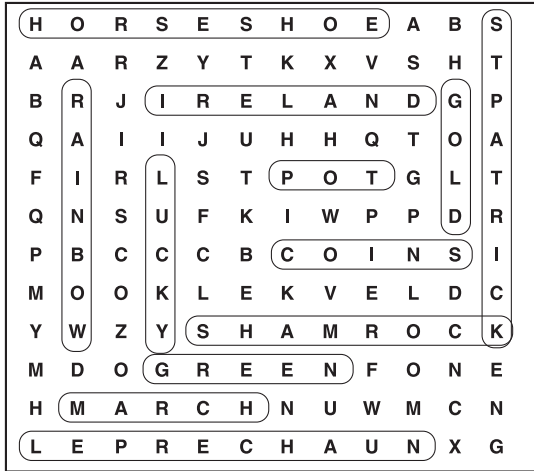 H O R S E S H O E A B S
A A R Z Y T K X V S H T
B R J I R E L A N D G P
Q A I I J U H H Q T O A
F I R L S T P O T G L T
Q N S U F K I W P P D R
P B C C C B C O I N S I
M O O K L E K V E L D C
Y W Z Y S H A M R O C K
M D O G R E E N F O N E
H M A R C H N U W M C N
L E P R E C H A U N X G